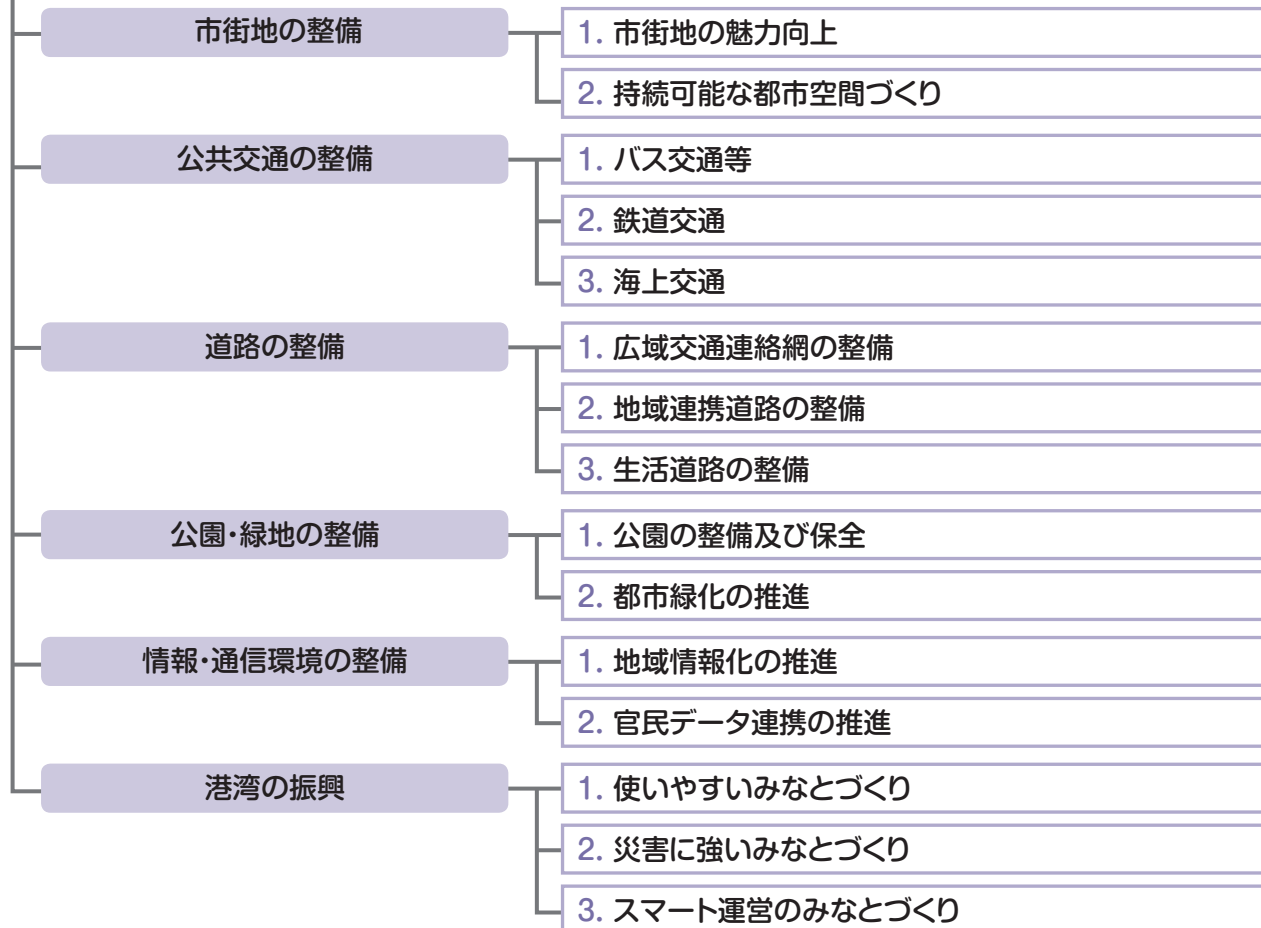 市街地の整備
1. 市街地の魅力向上
2. 持続可能な都市空間づくり
公共交通の整備
1. バス交通等
2. 鉄道交通
3. 海上交通
道路の整備
1. 広域交通連絡網の整備
2. 地域連携道路の整備
3. 生活道路の整備
公園・緑地の整備
1. 公園の整備及び保全
2. 都市緑化の推進
情報・通信環境の整備
1. 地域情報化の推進
2. 官民データ連携の推進
港湾の振興
1. 使いやすいみなとづくり
2. 災害に強いみなとづくり
3. スマート運営のみなとづくり